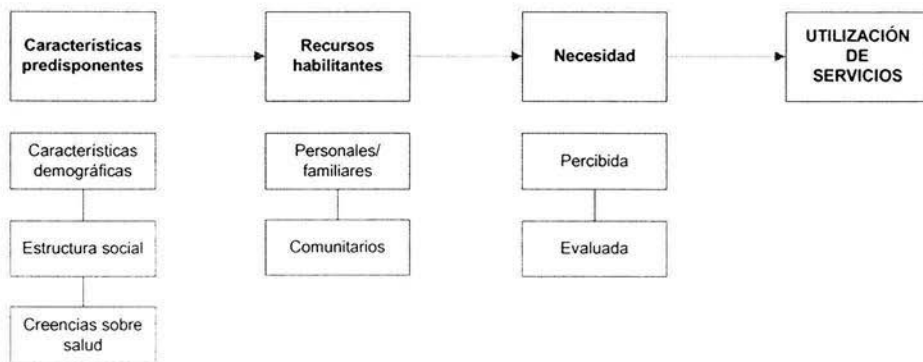 Características
predisponentes
Recursos
habilitantes
Necesidad
UTILIZACIÓN
DE
SERVICIOS
Características
demográficas
Estructura social
Creencias sobre
salud
Personales/
familiares
Comunitarios
Percibida
Evaluada